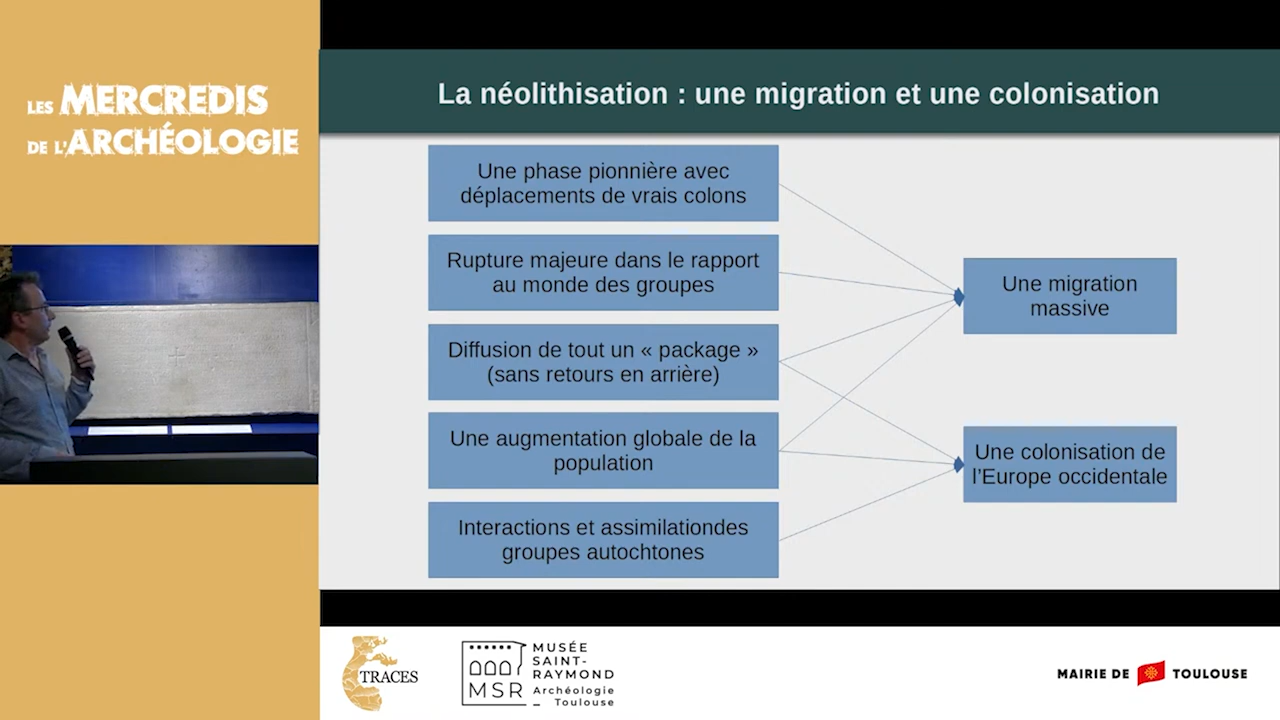 LES MERCREDIS
DE L'ARCHÉOLOGIE
La néolithisation : une migration et une colonisation
Une phase pionnière avec
déplacements de vrais colons
Rupture majeure dans le rapport
au monde des groupes
Diffusion de tout un « package »
(sans retours en arrière)
Une augmentation globale de la
population
Interactions et assimilationdes
groupes autochtones
Une migration
massive
Une colonisation de
l'Europe occidentale
TRACES
MSR
MUSÉE
SAINT-
RAYMOND
Archéologie
Toulouse
MAIRIE DE TOULOUSE